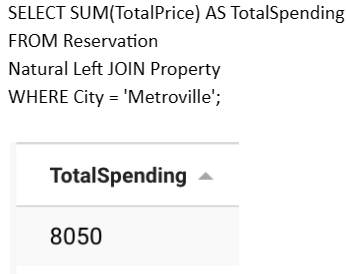 SELECT SUM(TotalPrice) AS TotalSpending
FROM Reservation
Natural Left JOIN Property
WHERE City = 'Metroville';
TotalSpending
8050